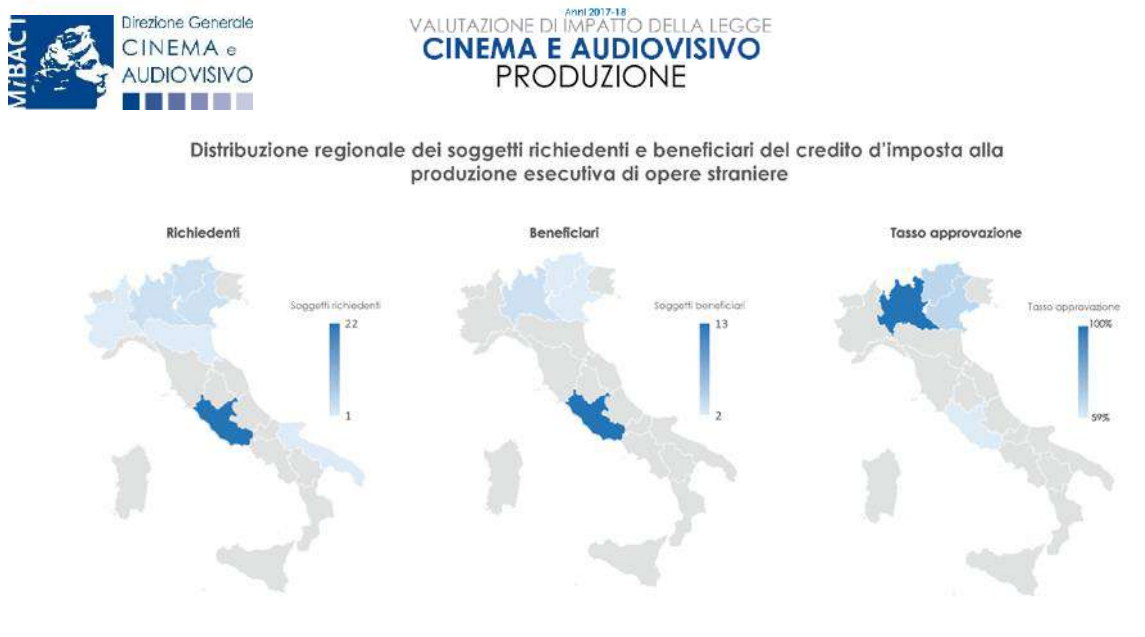 MiBACT
Direzione Generale
CINEMA e
AUDIOVISIVO
Anni 2017-18
VALUTAZIONE DI IMPATTO DELLA LEGGE
CINEMA E AUDIOVISIVO
PRODUZIONE
Distribuzione regionale dei soggetti richiedenti e beneficiari del credito d'imposta alla
produzione esecutiva di opere straniere
Richiedenti
Soggetti richiedenti
22
1
Beneficiari
Soggetti beneficiari
13
2
Tasso approvazione
Tasso approvazione
100%
59%